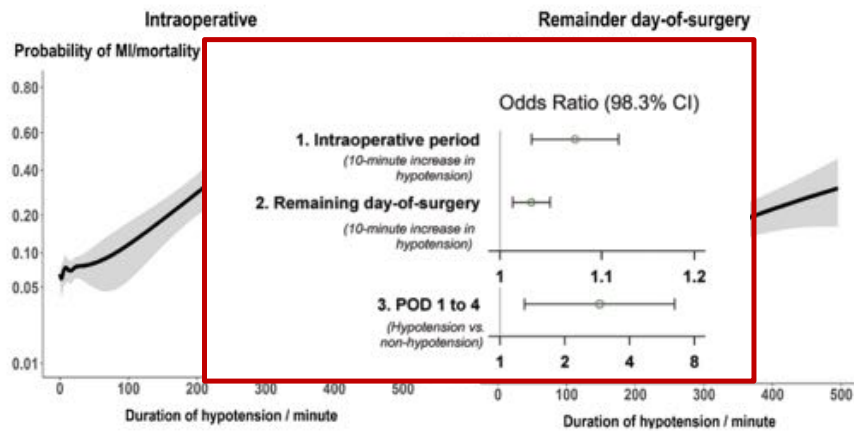 Intraoperative
Remainder day-of-surgery
Probability of MI/mortality
0.80
0.60
0.40
0.20
0.10
0.05
0.01
0 100 200 300 400 500
Duration of hypotension / minute
Odds Ratio (98.3% CI)
1. Intraoperative period
(10-minute increase in
hypotension)
2. Remaining day-of-surgery
(10-minute increase in
hypotension)
1 1.1 1.2
3. POD 1 to 4
(Hypotension vs.
non-hypotension)
1 2 4 8
0 100 200 300 400 500
Duration of hypotension / minute